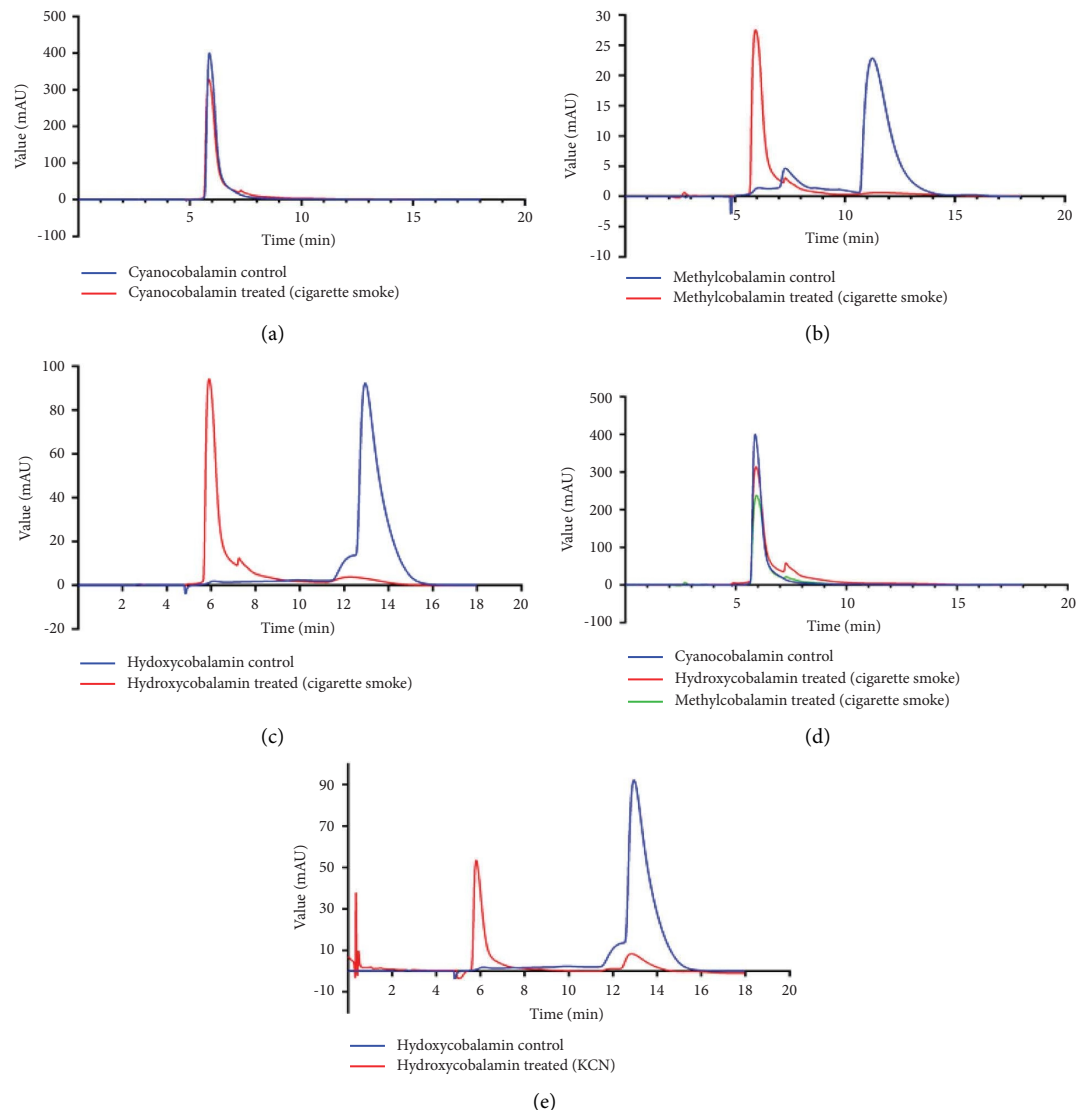 500
400
300
200
100
0
-100
Value (mAU)
5
10
15
20
Time (min)
Cyanocobalamin control
Cyanocobalamin treated (cigarette smoke)
(a)
30
25
20
15
10
5
0
-5
-10
Value (mAU)
5
10
15
20
Time (min)
Methylcobalamin control
Methylcobalamin treated (cigarette smoke)
(b)
100
80
60
40
20
0
-20
Value (mAU)
2
4
6
8
10
12
14
16
18
20
Time (min)
Hydoxycobalamin control
Hydroxycobalamin treated (cigarette smoke)
(c)
500
400
300
200
100
0
-100
Value (mAU)
5
10
15
20
Time (min)
Cyanocobalamin control
Hydroxycobalamin treated (cigarette smoke)
Methylcobalamin treated (cigarette smoke)
(d)
90
70
50
30
10
-10
Value (mAU)
2
4
6
8
10
12
14
16
18
20
Time (min)
Hydoxycobalamin control
Hydroxycobalamin treated (KCN)
(e)